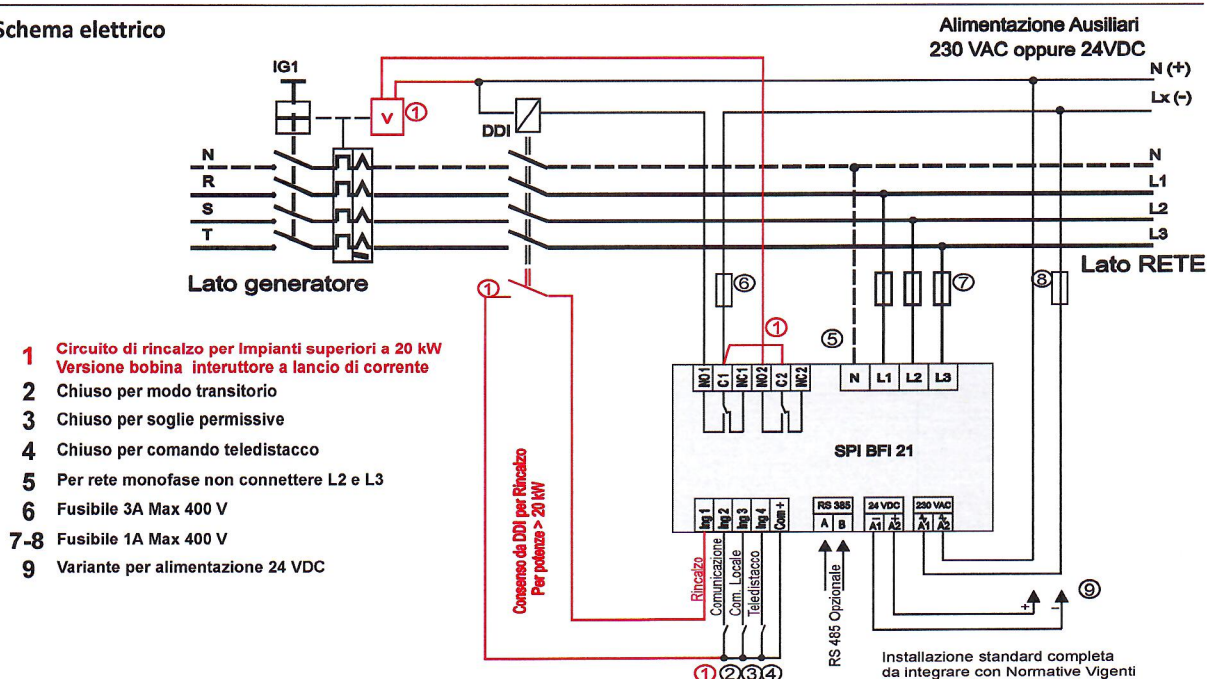 Schema elettrico
Alimentazione Ausiliari
230 VAC oppure 24VDC
IG1
N (+)
Lx (-)
V
1
DDI
N
R
S
T
N
L1
L2
L3
Lato generatore
Lato RETE
1
6
7
8
1
5
1 Circuito di rincalzo per Impianti superiori a 20 kW
Versione bobina interuttore a lancio di corrente
2 Chiuso per modo transitorio
3 Chiuso per soglie permissive
4 Chiuso per comando teledistacco
5 Per rete monofase non connettere L2 e L3
6 Fusibile 3A Max 400 V
7-8 Fusibile 1A Max 400 V
9 Variante per alimentazione 24 VDC
NO1 C1 NC1 NO2 C2 NC2
N L1 L2 L3
SPI BFI 21
Consenso da DDI per Rincalzo
Per potenze > 20 kW
Ing 1 Ing 2 Ing 3 Ing 4 Com+
RS 385
A B
24 VDC
− +
A1 A2
230 VAC
A1 A2
Rincalzo
Comunicazione
Com. Locale
Teledistacco
RS 485 Opzionale
+ −
9
1 2 3 4
Installazione standard completa
da integrare con Normative Vigenti